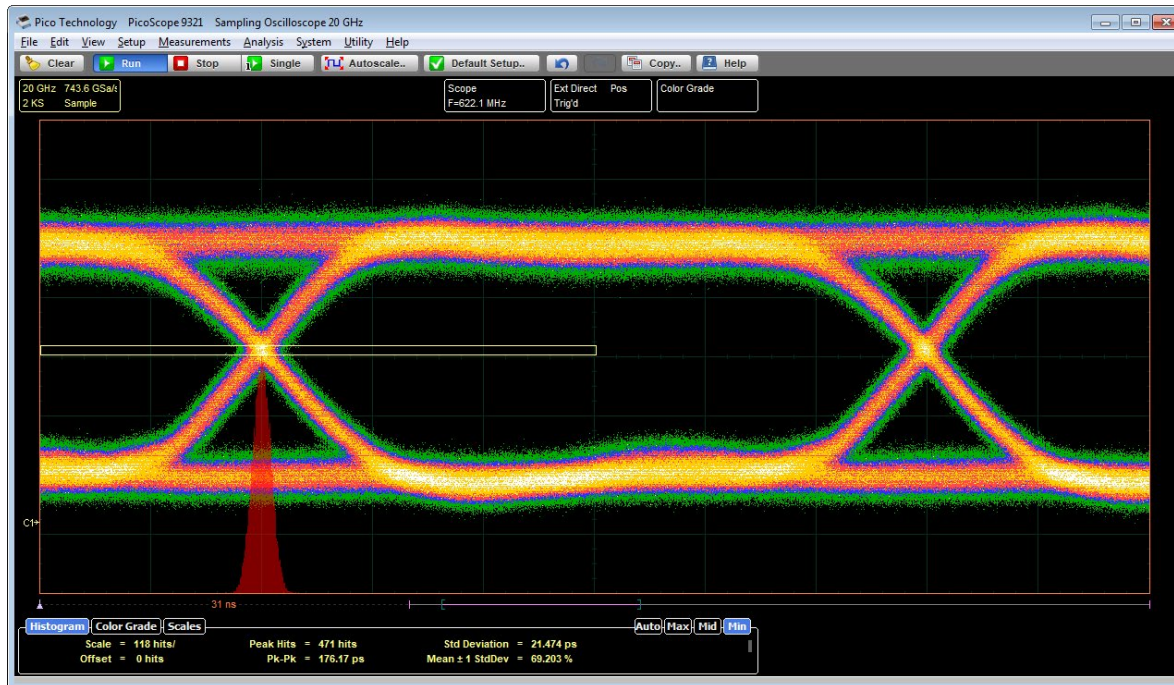 Pico Technology PicoScope 9321 Sampling Oscilloscope 20 GHz
File Edit View Setup Measurements Analysis System Utility Help
Clear Run Stop Single Autoscale.. Default Setup.. Copy.. Help
20 GHz 743.6 GSa/s
2 KS Sample
Scope
F=622.1 MHz
Ext Direct Pos
Trig'd
Color Grade
C1
31 ns
Histogram Color Grade Scales Auto Max Mid Min
Scale = 118 hits/ Peak Hits = 471 hits Std Deviation = 21.474 ps
Offset = 0 hits Pk-Pk = 176.17 ps Mean ± 1 StdDev = 69.203 %